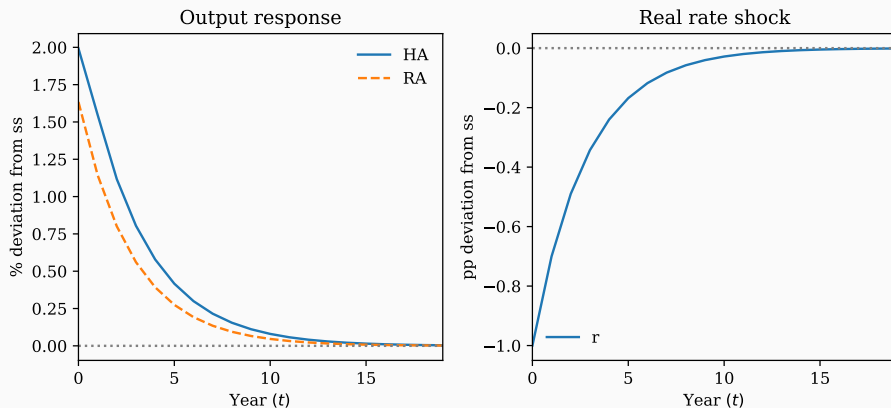 Output response
% deviation from ss
2.00
1.75
1.50
1.25
1.00
0.75
0.50
0.25
0.00
HA
RA
0
5
10
15
Year (t)
Real rate shock
pp deviation from ss
0.0
−0.2
−0.4
−0.6
−0.8
−1.0
r
0
5
10
15
Year (t)